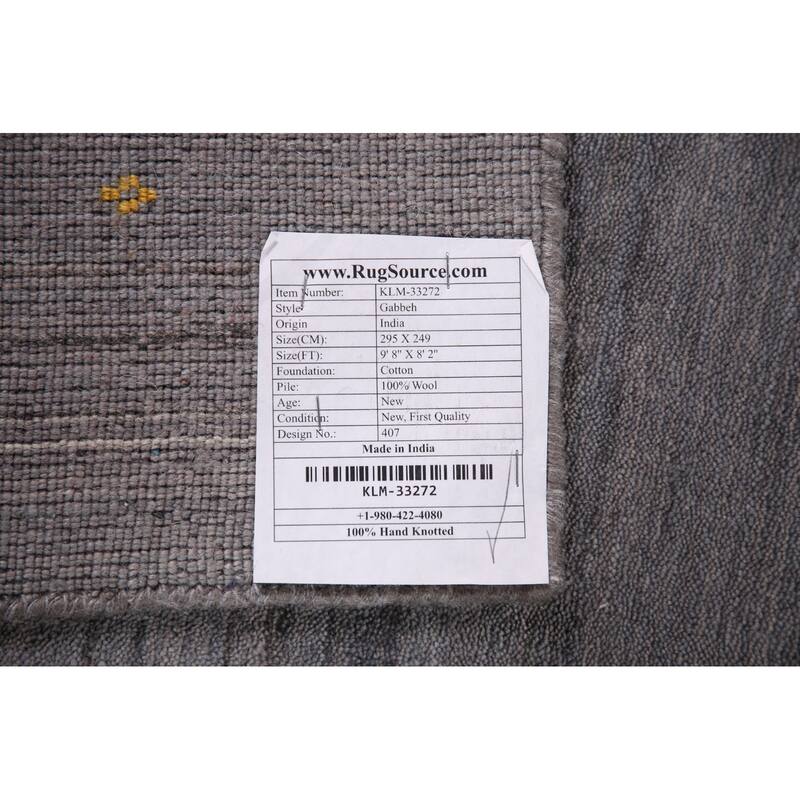 www.RugSource.com
Item Number: KLM-33272
Style: Gabbeh
Origin India
Size(CM): 295 X 249
Size(FT): 9' 8" X 8' 2"
Foundation: Cotton
Pile: 100% Wool
Age: New
Condition: New, First Quality
Design No.: 407
Made in India
KLM-33272
+1-980-422-4080
100% Hand Knotted